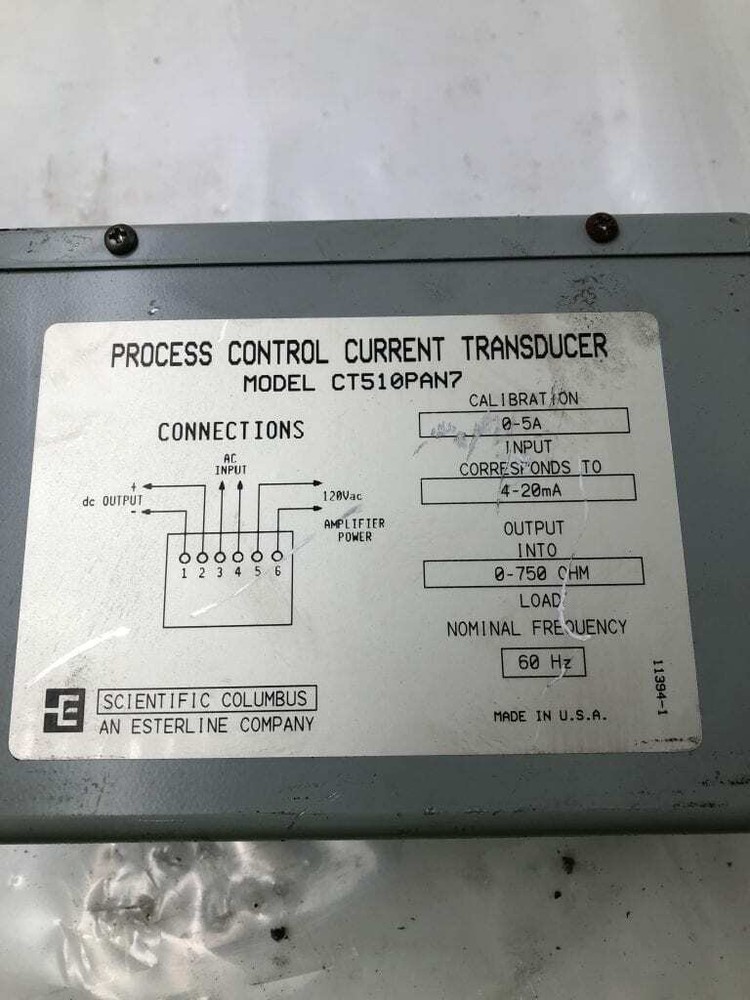 PROCESS CONTROL CURRENT TRANSDUCER
MODEL CT510PAN7
CONNECTIONS
AC
INPUT
+
dc OUTPUT
-
120Vac
AMPLIFIER
POWER
1 2 3 4 5 6
CALIBRATION
0-5A
INPUT
CORRESPONDS TO
4-20mA
OUTPUT
INTO
0-750 OHM
LOAD
NOMINAL FREQUENCY
60 Hz
11394-1
E
SCIENTIFIC COLUMBUS
AN ESTERLINE COMPANY
MADE IN U.S.A.